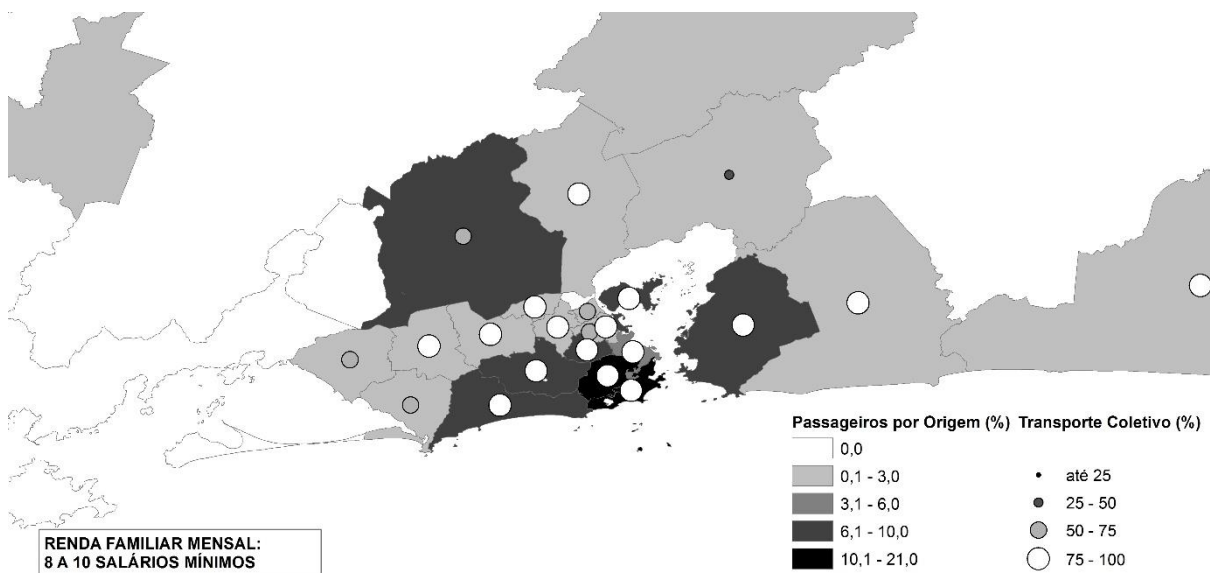 Passageiros por Origem (%) Transporte Coletivo (%)
0,0
0,1 - 3,0 até 25
3,1 - 6,0 25 - 50
6,1 - 10,0 50 - 75
10,1 - 21,0 75 - 100
RENDA FAMILIAR MENSAL:
8 A 10 SALÁRIOS MÍNIMOS